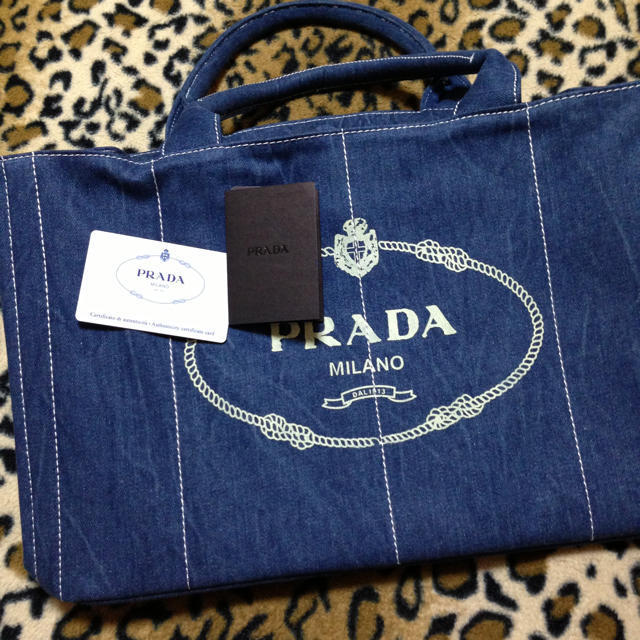 PRADA
PRADA
MILANO
Certificato di autenticità • Authenticity certificate card
PRADA
MILANO
DAL 1913